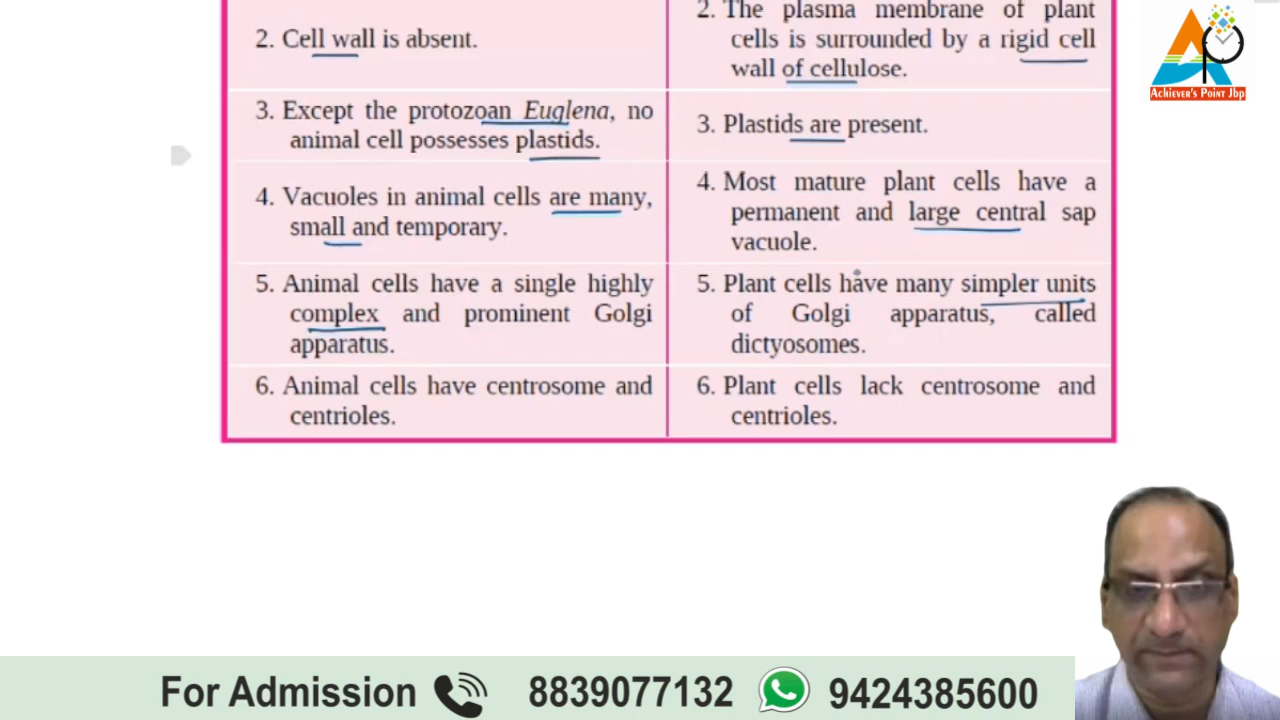 2. Cell wall is absent.
2. The plasma membrane of plant
cells is surrounded by a rigid cell
wall of cellulose.
3. Except the protozoan Euglena, no
animal cell possesses plastids.
3. Plastids are present.
4. Vacuoles in animal cells are many,
small and temporary.
4. Most mature plant cells have a
permanent and large central sap
vacuole.
5. Animal cells have a single highly
complex and prominent Golgi
apparatus.
5. Plant cells have many simpler units
of Golgi apparatus, called
dictyosomes.
6. Animal cells have centrosome and
centrioles.
6. Plant cells lack centrosome and
centrioles.
ACHIEVER'S POINT JBP
For Admission 8839077132 9424385600